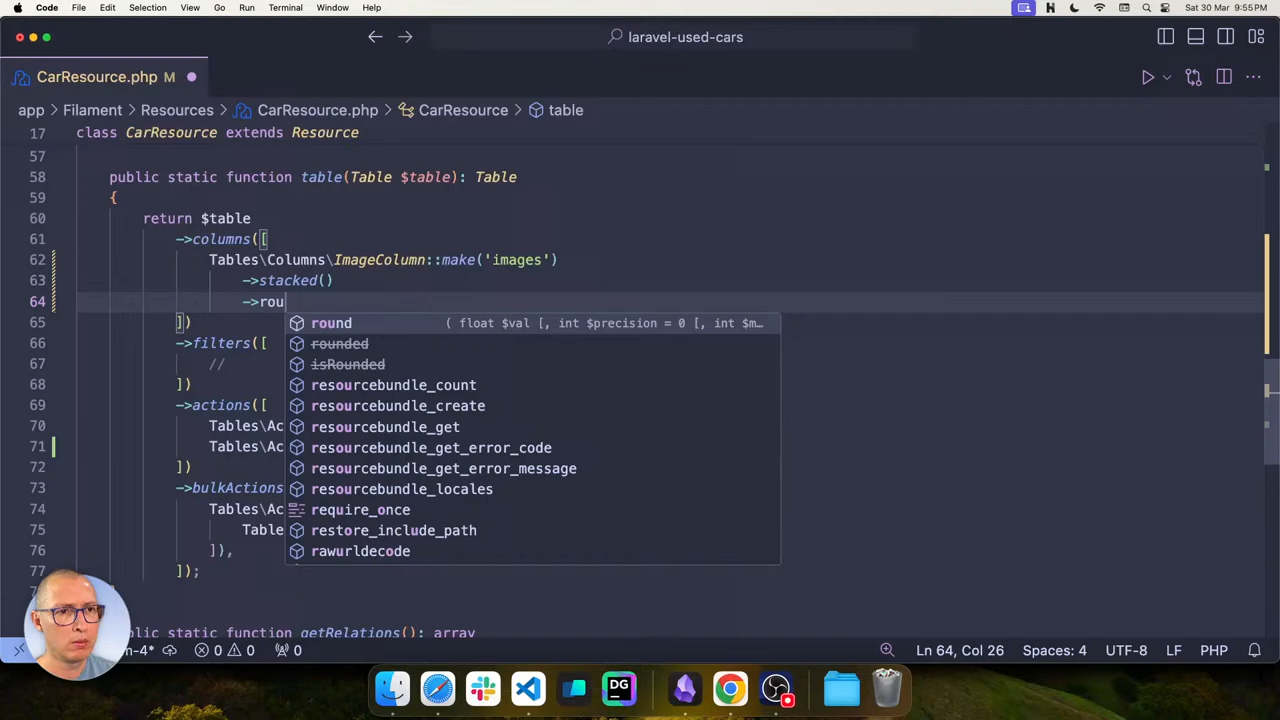 Code File Edit Selection View Go Run Terminal Window Help Sat 30 Mar 9:55PM
laravel-used-cars
CarResource.php M
app > Filament > Resources > CarResource.php > CarResource > table
17 class CarResource extends Resource
57
58 public static function table(Table $table): Table
59 {
60 return $table
61 ->columns([
62 Tables\Columns\ImageColumn::make('images')
63 ->stacked()
64 ->rou
65 ])
round ( float $val [, int $precision = 0 [, int $m…
66 ->filters([
rounded
67 //
isRounded
68 ])
resourcebundle_count
69 ->actions([
resourcebundle_create
70 Tables\Ac
resourcebundle_get
71 Tables\Ac
resourcebundle_get_error_code
72 ])
resourcebundle_get_error_message
73 ->bulkActions
resourcebundle_locales
74 Tables\Ac
require_once
75 Table
restore_include_path
76 ]),
rawurldecode
77 ]);
blic static function getRelations(): array
n-4* 0 0 0 Ln 64, Col 26 Spaces: 4 UTF-8 LF PHP
DG